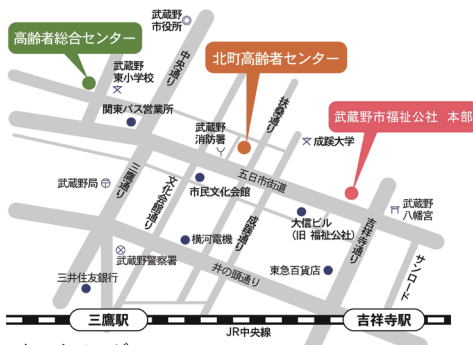 武蔵野
市役所
高齢者総合センター
中央通り
北町高齢者センター
武蔵野
東小学校
扶桑通り
武蔵野市福祉公社 本部
関東バス営業所
武蔵野
消防署
成蹊大学
三鷹通り
文化会館通り
五日市街道
武蔵野局
市民文化会館
成蹊通り
吉祥寺通り
武蔵野
八幡宮
大信ビル
(旧 福祉公社)
横河電機
武蔵野警察署
井の頭通り
東急百貨店
サンロード
三井住友銀行
三鷹駅
吉祥寺駅
JR中央線